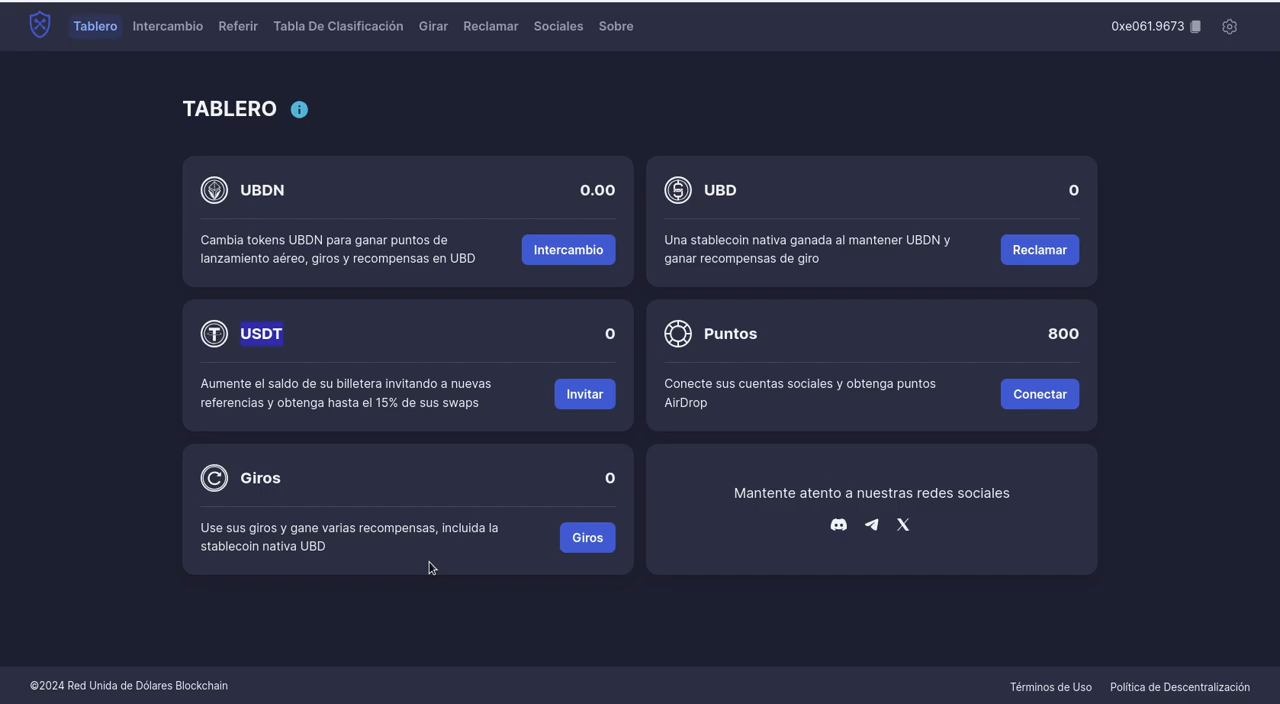 Tablero Intercambio Referir Tabla De Clasificación Girar Reclamar Sociales Sobre 0xe061.9673
TABLERO
UBDN 0.00
Cambia tokens UBDN para ganar puntos de
lanzamiento aéreo, giros y recompensas en UBD
Intercambio
UBD 0
Una stablecoin nativa ganada al mantener UBDN y
ganar recompensas de giro
Reclamar
USDT 0
Aumente el saldo de su billetera invitando a nuevas
referencias y obtenga hasta el 15% de sus swaps
Invitar
Puntos 800
Conecte sus cuentas sociales y obtenga puntos
AirDrop
Conectar
Giros 0
Use sus giros y gane varias recompensas, incluida la
stablecoin nativa UBD
Giros
Mantente atento a nuestras redes sociales
©2024 Red Unida de Dólares Blockchain
Términos de Uso Política de Descentralización